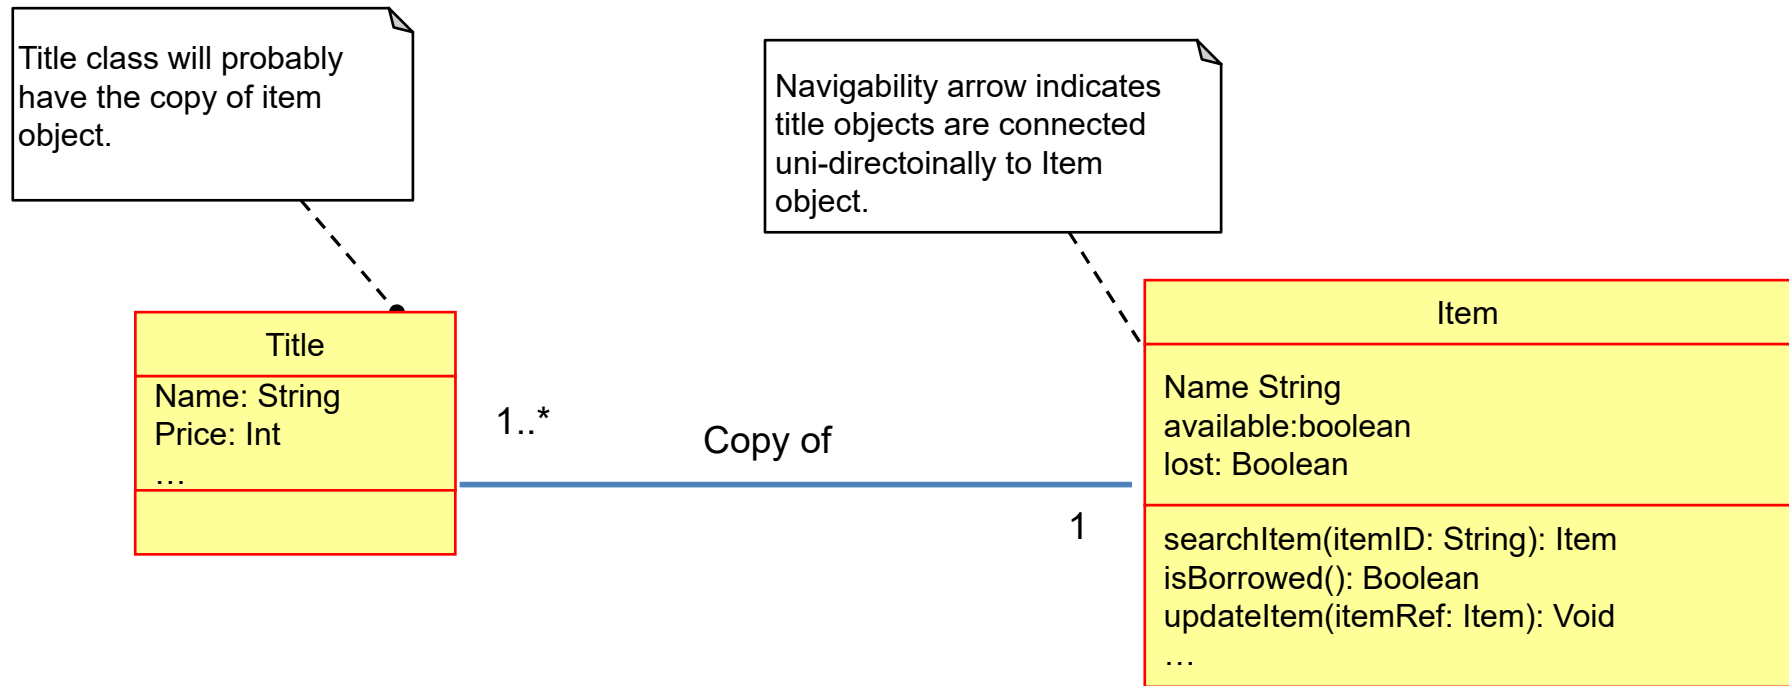 Title class will probably
have the copy of item
object.
Navigability arrow indicates
title objects are connected
uni-directoinally to Item
object.
Title
Name: String
Price: Int
…
1..*
Copy of
1
Item
Name String
available:boolean
lost: Boolean
searchItem(itemID: String): Item
isBorrowed(): Boolean
updateItem(itemRef: Item): Void
…